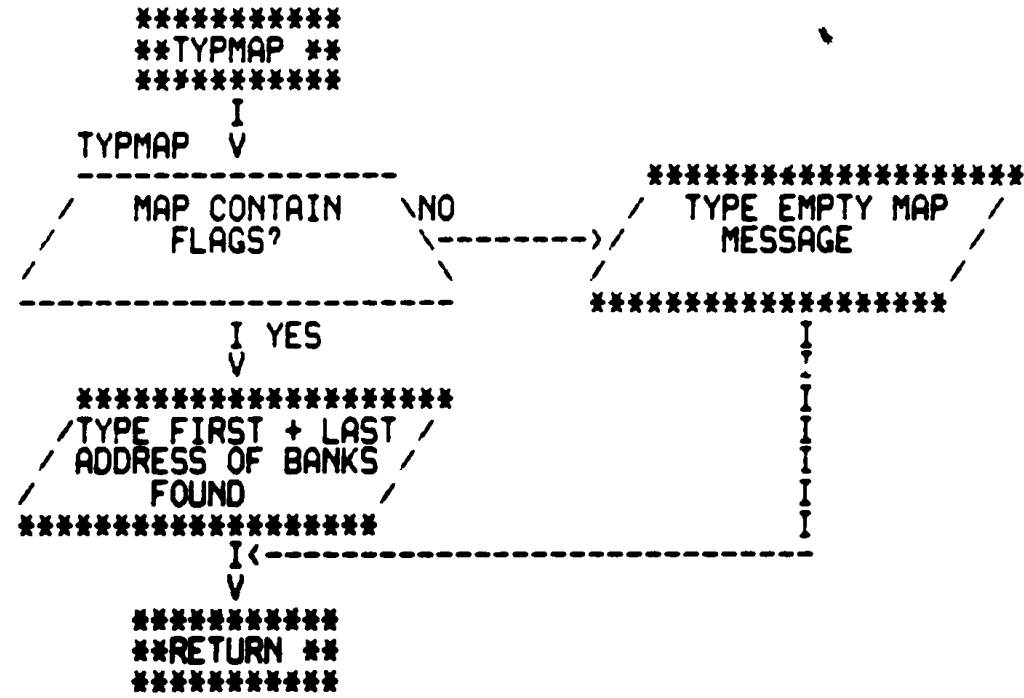 ***********
**TYPMAP **
***********
I
TYPMAP V
-----------------
********************
/ MAP CONTAIN \NO
/ TYPE EMPTY MAP /
/ FLAGS? \-------->/
MESSAGE /
/ \
/ /
-----------------------
*******************
I YES
I
V
********************
/TYPE FIRST + LAST /
/ ADDRESS OF BANKS /
/ FOUND /
*******************
I<-----------------------------
V
***********
**RETURN **
***********